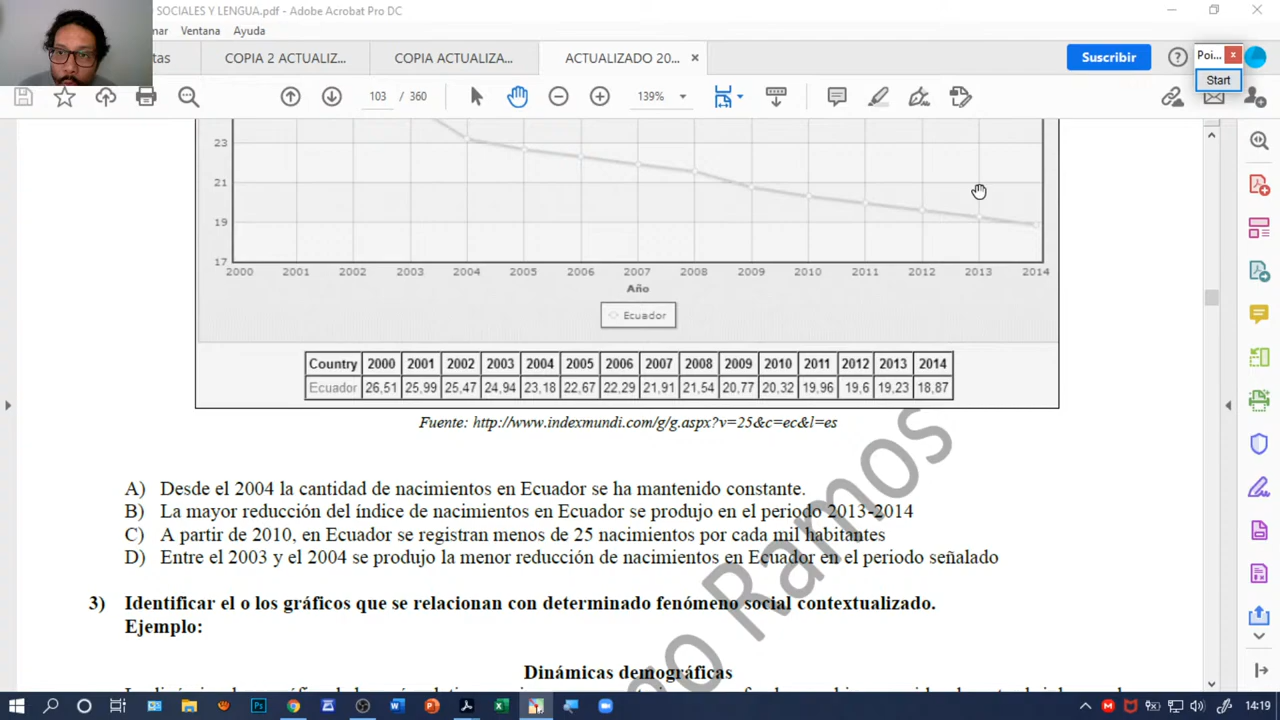 SOCIALES Y LENGUA.pdf - Adobe Acrobat Pro DC
nar Ventana Ayuda
tas COPIA 2 ACTUALIZ... COPIA ACTUALIZA... ACTUALIZADO 20... Suscribir
Poi...
Start
103 / 360 139%
23
21
19
17
2000 2001 2002 2003 2004 2005 2006 2007 2008 2009 2010 2011 2012 2013 2014
Año
Ecuador
Country 2000 2001 2002 2003 2004 2005 2006 2007 2008 2009 2010 2011 2012 2013 2014
Ecuador 26,51 25,99 25,47 24,94 23,18 22,67 22,29 21,91 21,54 20,77 20,32 19,96 19,6 19,23 18,87
Fuente: http://www.indexmundi.com/g/g.aspx?v=25&c=ec&l=es
A) Desde el 2004 la cantidad de nacimientos en Ecuador se ha mantenido constante.
B) La mayor reducción del índice de nacimientos en Ecuador se produjo en el periodo 2013-2014
C) A partir de 2010, en Ecuador se registran menos de 25 nacimientos por cada mil habitantes
D) Entre el 2003 y el 2004 se produjo la menor reducción de nacimientos en Ecuador en el periodo señalado
3) Identificar el o los gráficos que se relacionan con determinado fenómeno social contextualizado.
Ejemplo:
Dinámicas demográficas
o Ramos
14:19